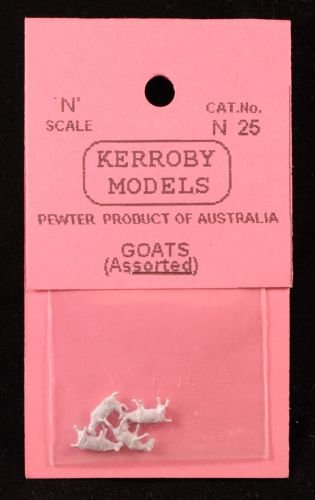 "N"
SCALE
CAT.No.
N 25
KERROBY
MODELS
PEWTER PRODUCT OF AUSTRALIA
GOATS
(Assorted)